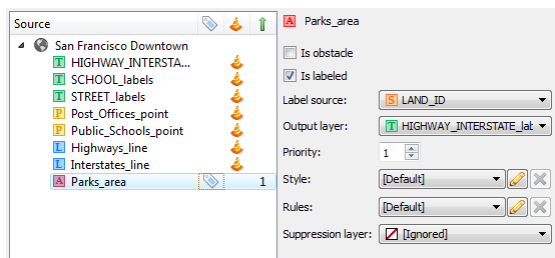 Source
San Francisco Downtown
T HIGHWAY_INTERSTA...
T SCHOOL_labels
T STREET_labels
P Post_Offices_point
P Public_Schools_point
L Highways_line
L Interstates_line
A Parks_area 1
A Parks_area
Is obstacle
Is labeled
Label source: S LAND_ID
Output layer: T HIGHWAY_INTERSTATE_lab
Priority: 1
Style: [Default]
Rules: [Default]
Suppression layer: [Ignored]